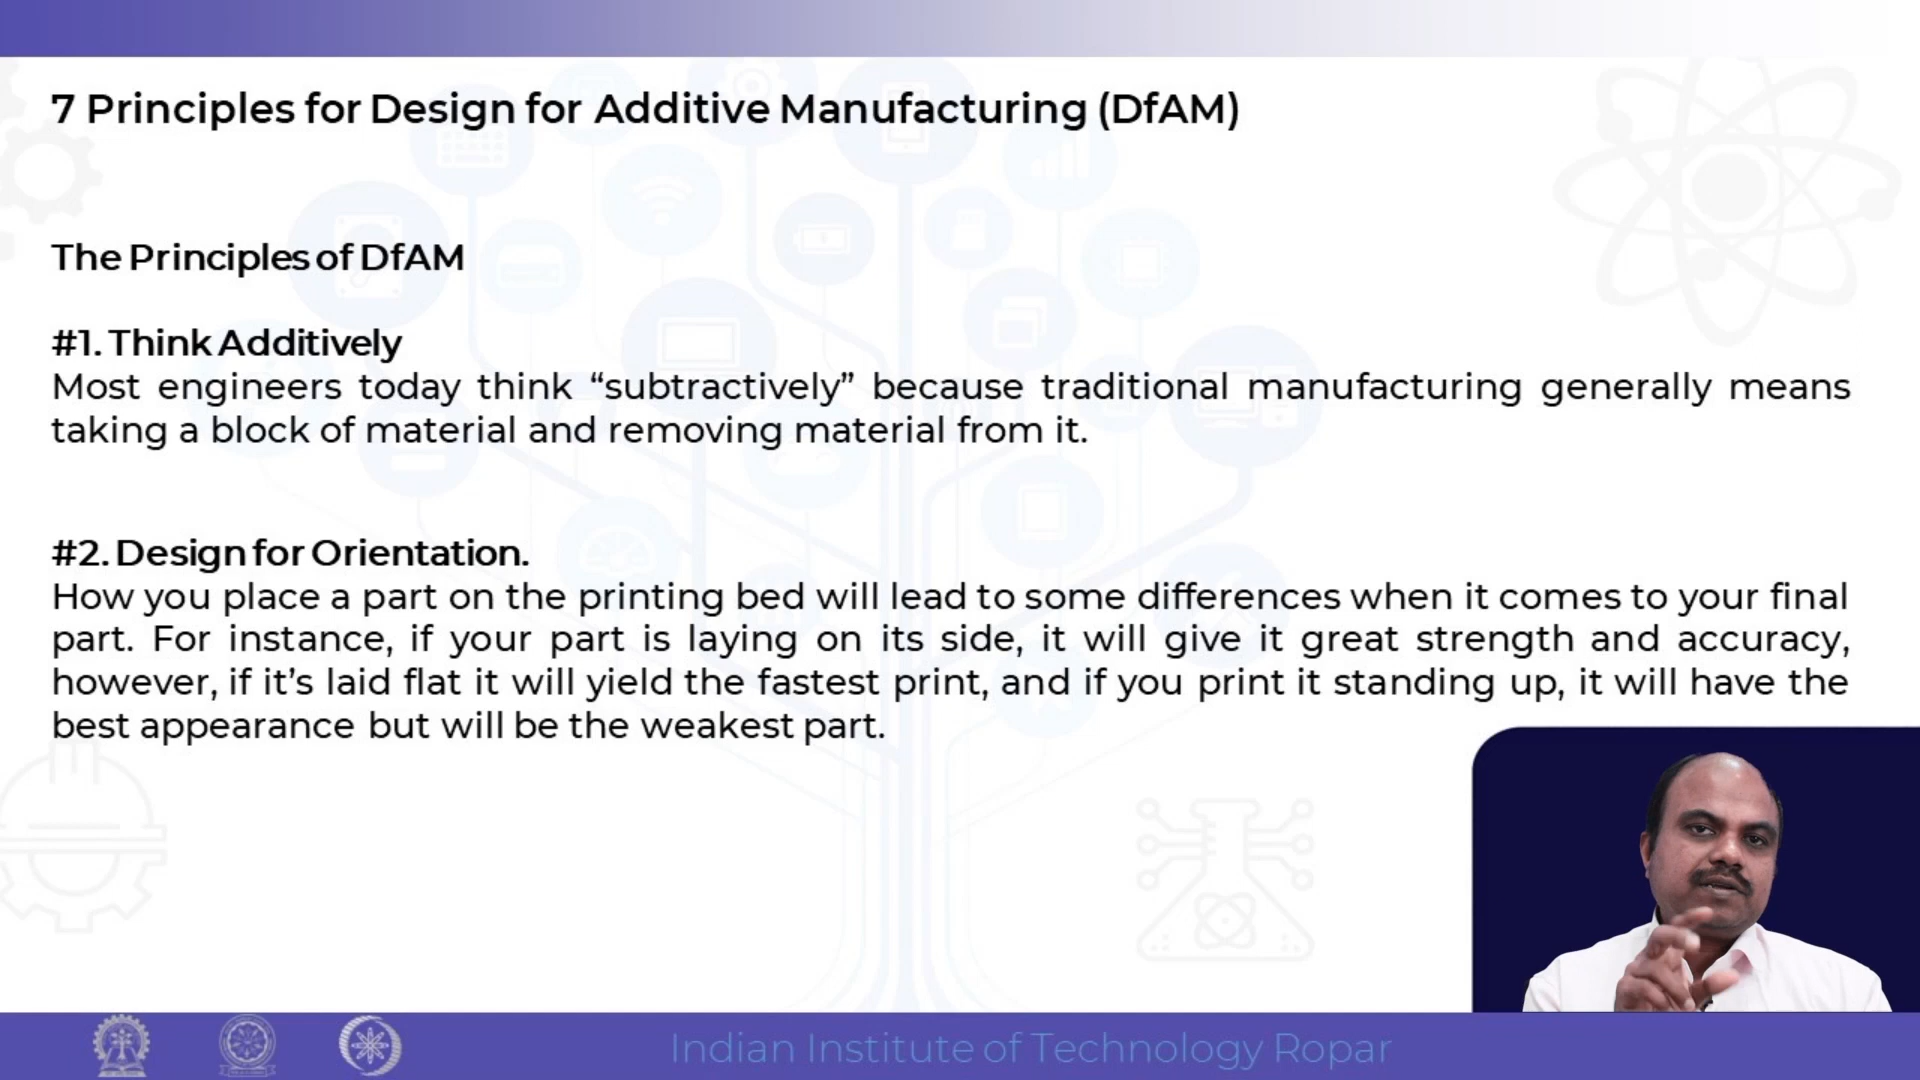 7 Principles for Design for Additive Manufacturing (DfAM)
The Principles of DfAM
#1. Think Additively
Most engineers today think “subtractively” because traditional manufacturing generally means
taking a block of material and removing material from it.
#2. Design for Orientation.
How you place a part on the printing bed will lead to some differences when it comes to your final
part. For instance, if your part is laying on its side, it will give it great strength and accuracy,
however, if it’s laid flat it will yield the fastest print, and if you print it standing up, it will have the
best appearance but will be the weakest part.
Indian Institute of Technology Ropar